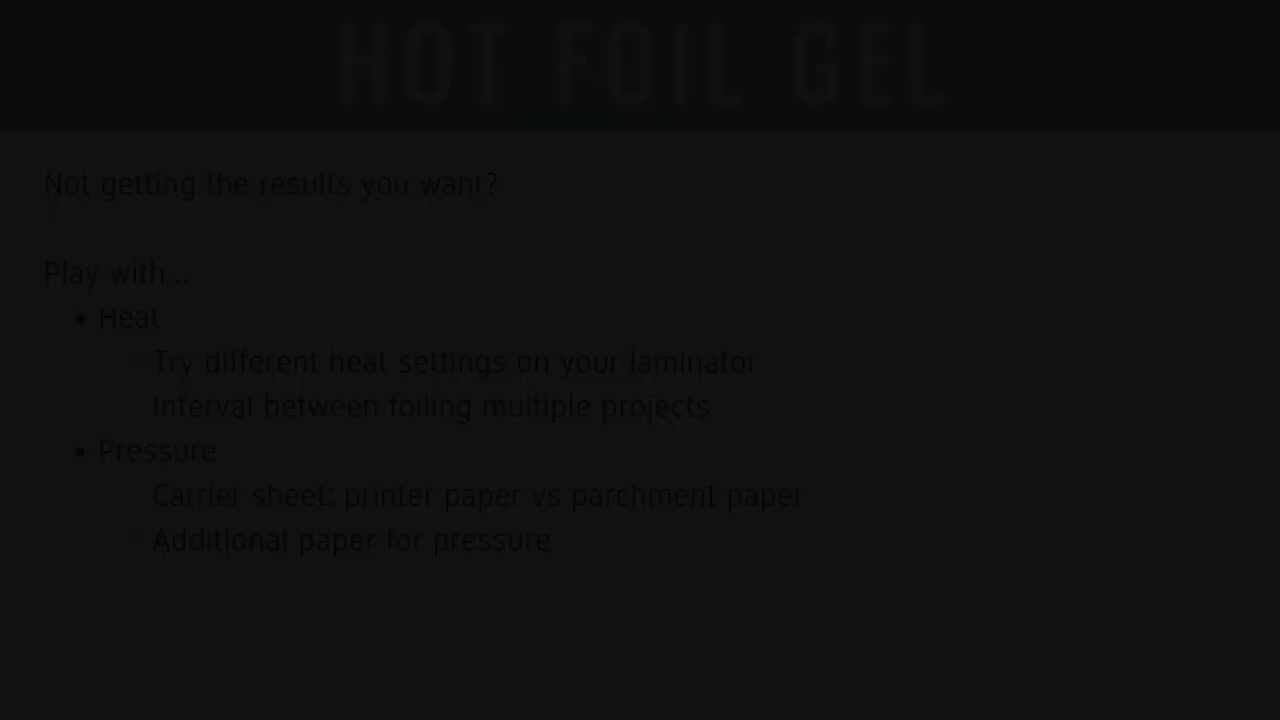 HOT FOIL GEL
Not getting the results you want?
Play with...
• Heat
Try different heat settings on your laminator
Interval between foiling multiple projects
• Pressure
Carrier sheet: printer paper vs parchment paper
Additional paper for pressure